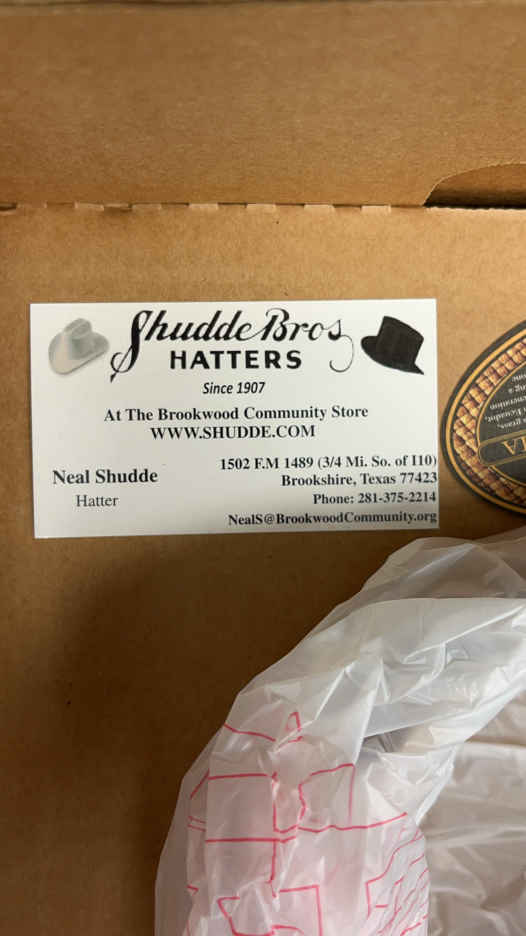 Shudde Bros
HATTERS
Since 1907
At The Brookwood Community Store
WWW.SHUDDE.COM
Neal Shudde
Hatter
1502 F.M 1489 (3/4 Mi. So. of I10)
Brookshire, Texas 77423
Phone: 281-375-2214
NealS@BrookwoodCommunity.org